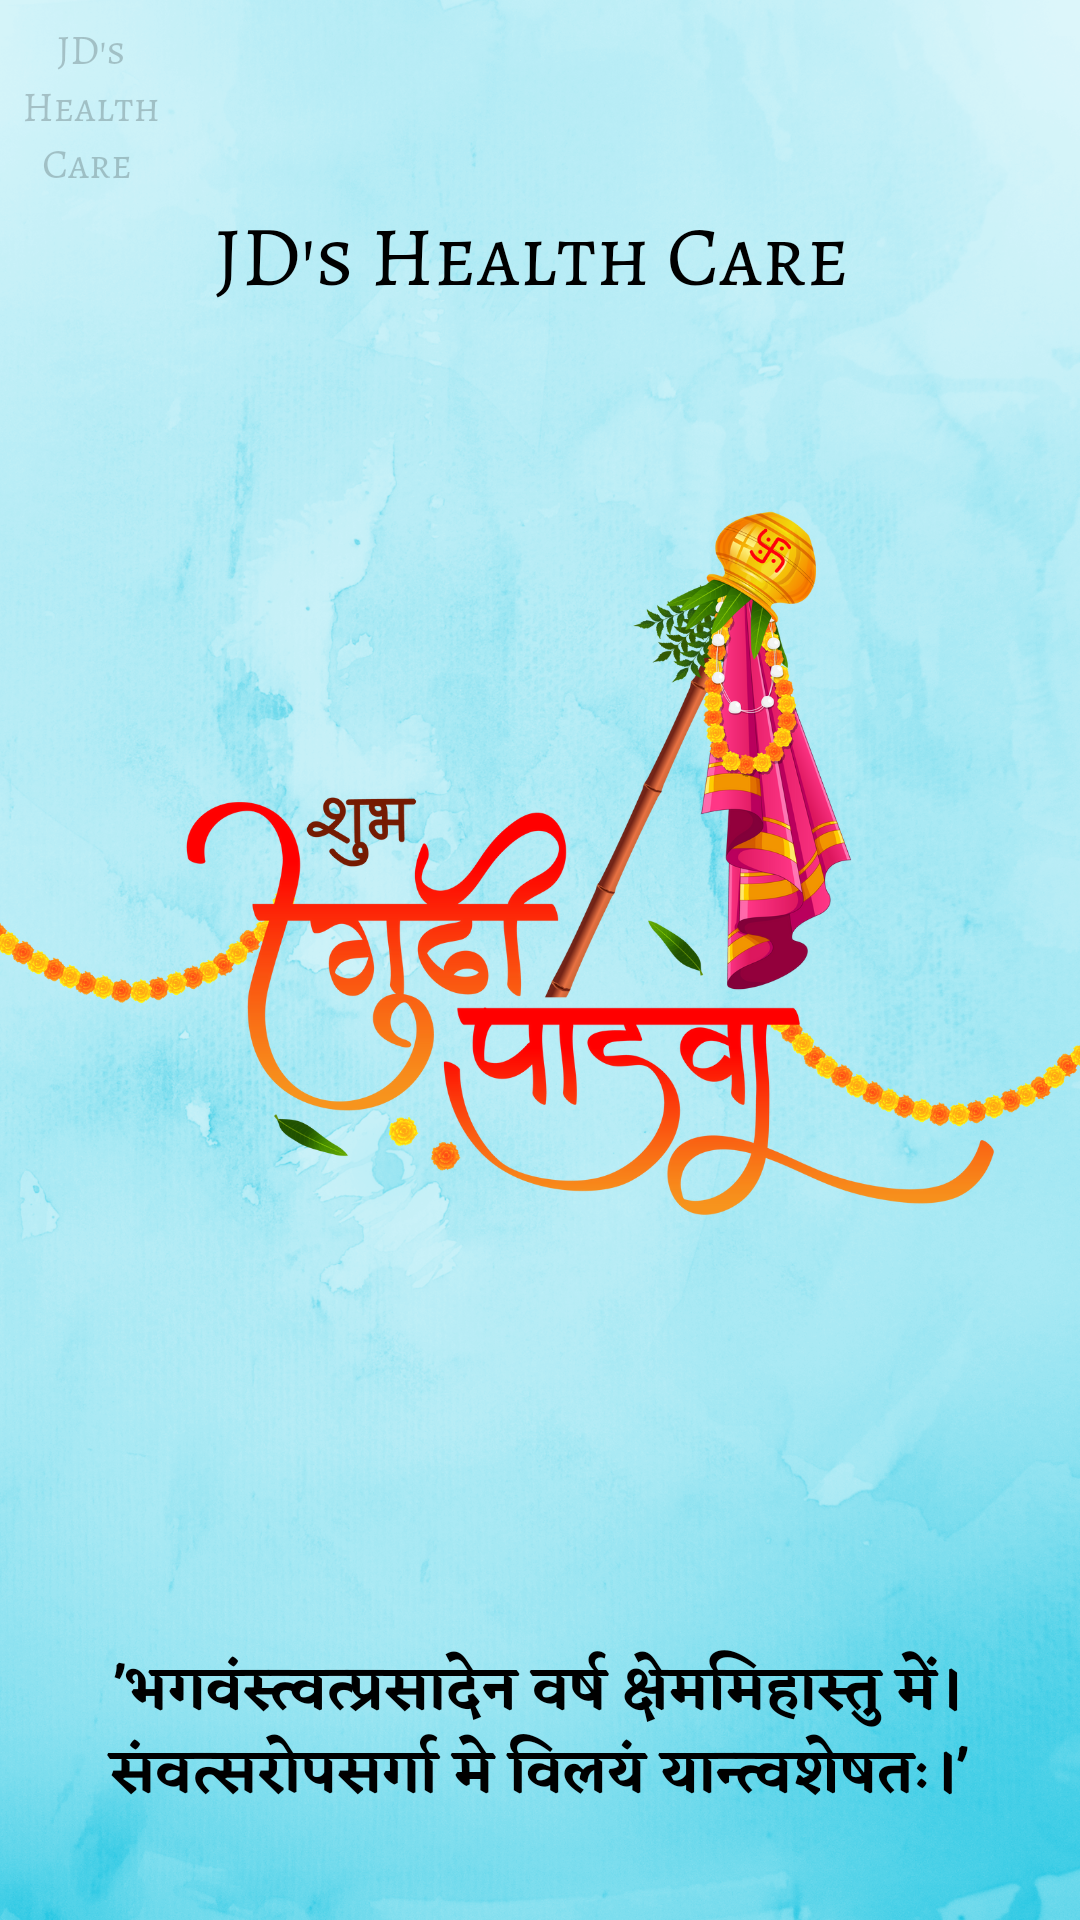 JD's
Health
Care
JD's Health Care
शुभ
गुढी
पाडवा
'भगवंस्त्वत्प्रसादेन वर्ष क्षेममिहास्तु में।
संवत्सरोपसर्गा मे विलयं यान्त्वशेषतः।'